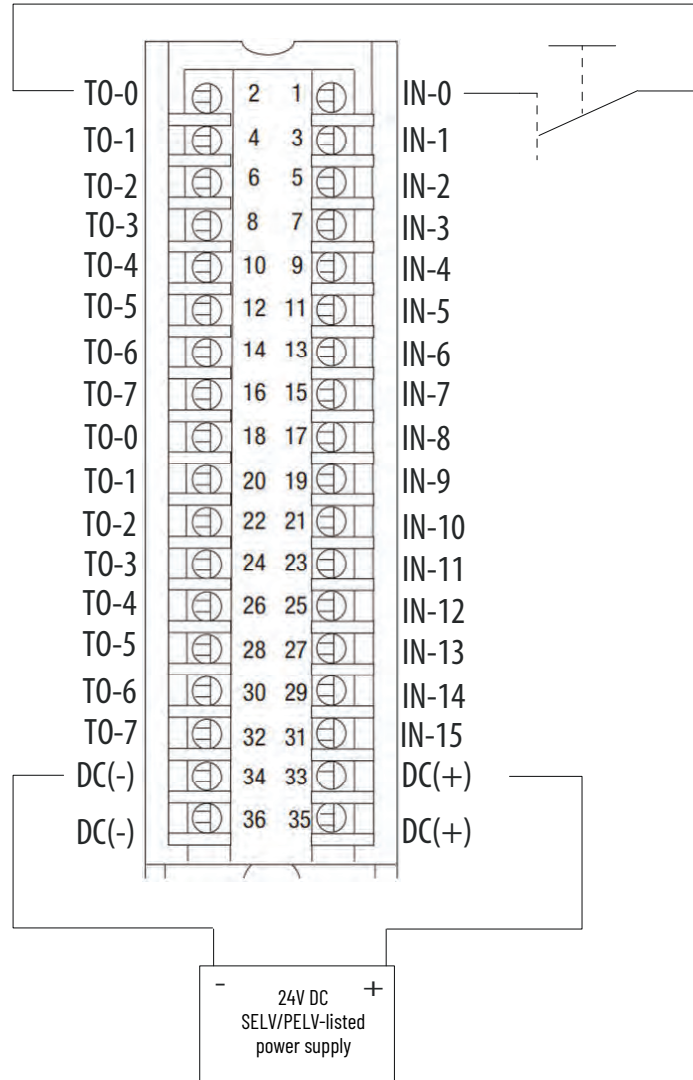 TO-0 2 1 IN-0
TO-1 4 3 IN-1
TO-2 6 5 IN-2
TO-3 8 7 IN-3
TO-4 10 9 IN-4
TO-5 12 11 IN-5
TO-6 14 13 IN-6
TO-7 16 15 IN-7
TO-0 18 17 IN-8
TO-1 20 19 IN-9
TO-2 22 21 IN-10
TO-3 24 23 IN-11
TO-4 26 25 IN-12
TO-5 28 27 IN-13
TO-6 30 29 IN-14
TO-7 32 31 IN-15
DC(-) 34 33 DC(+)
DC(-) 36 35 DC(+)
- +
24V DC
SELV/PELV-listed
power supply